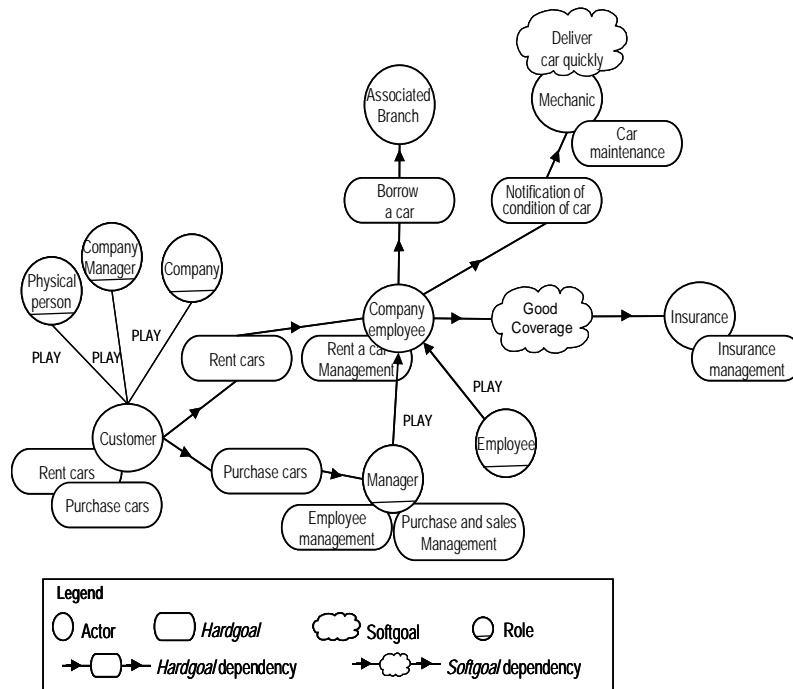 Deliver
car quickly
Mechanic
Car
maintenance
Associated
Branch
Borrow
a car
Notification of
condition of car
Company
Manager
Company
Physical
person
PLAY
PLAY
PLAY
Company
employee
Good
Coverage
Insurance
Insurance
management
Rent cars
Rent a car
Management
PLAY
PLAY
Customer
Employee
Rent cars
Purchase cars
Purchase cars
Manager
Employee
management
Purchase and sales
Management
Legend
Actor
Hardgoal
Softgoal
Role
Hardgoal dependency
Softgoal dependency